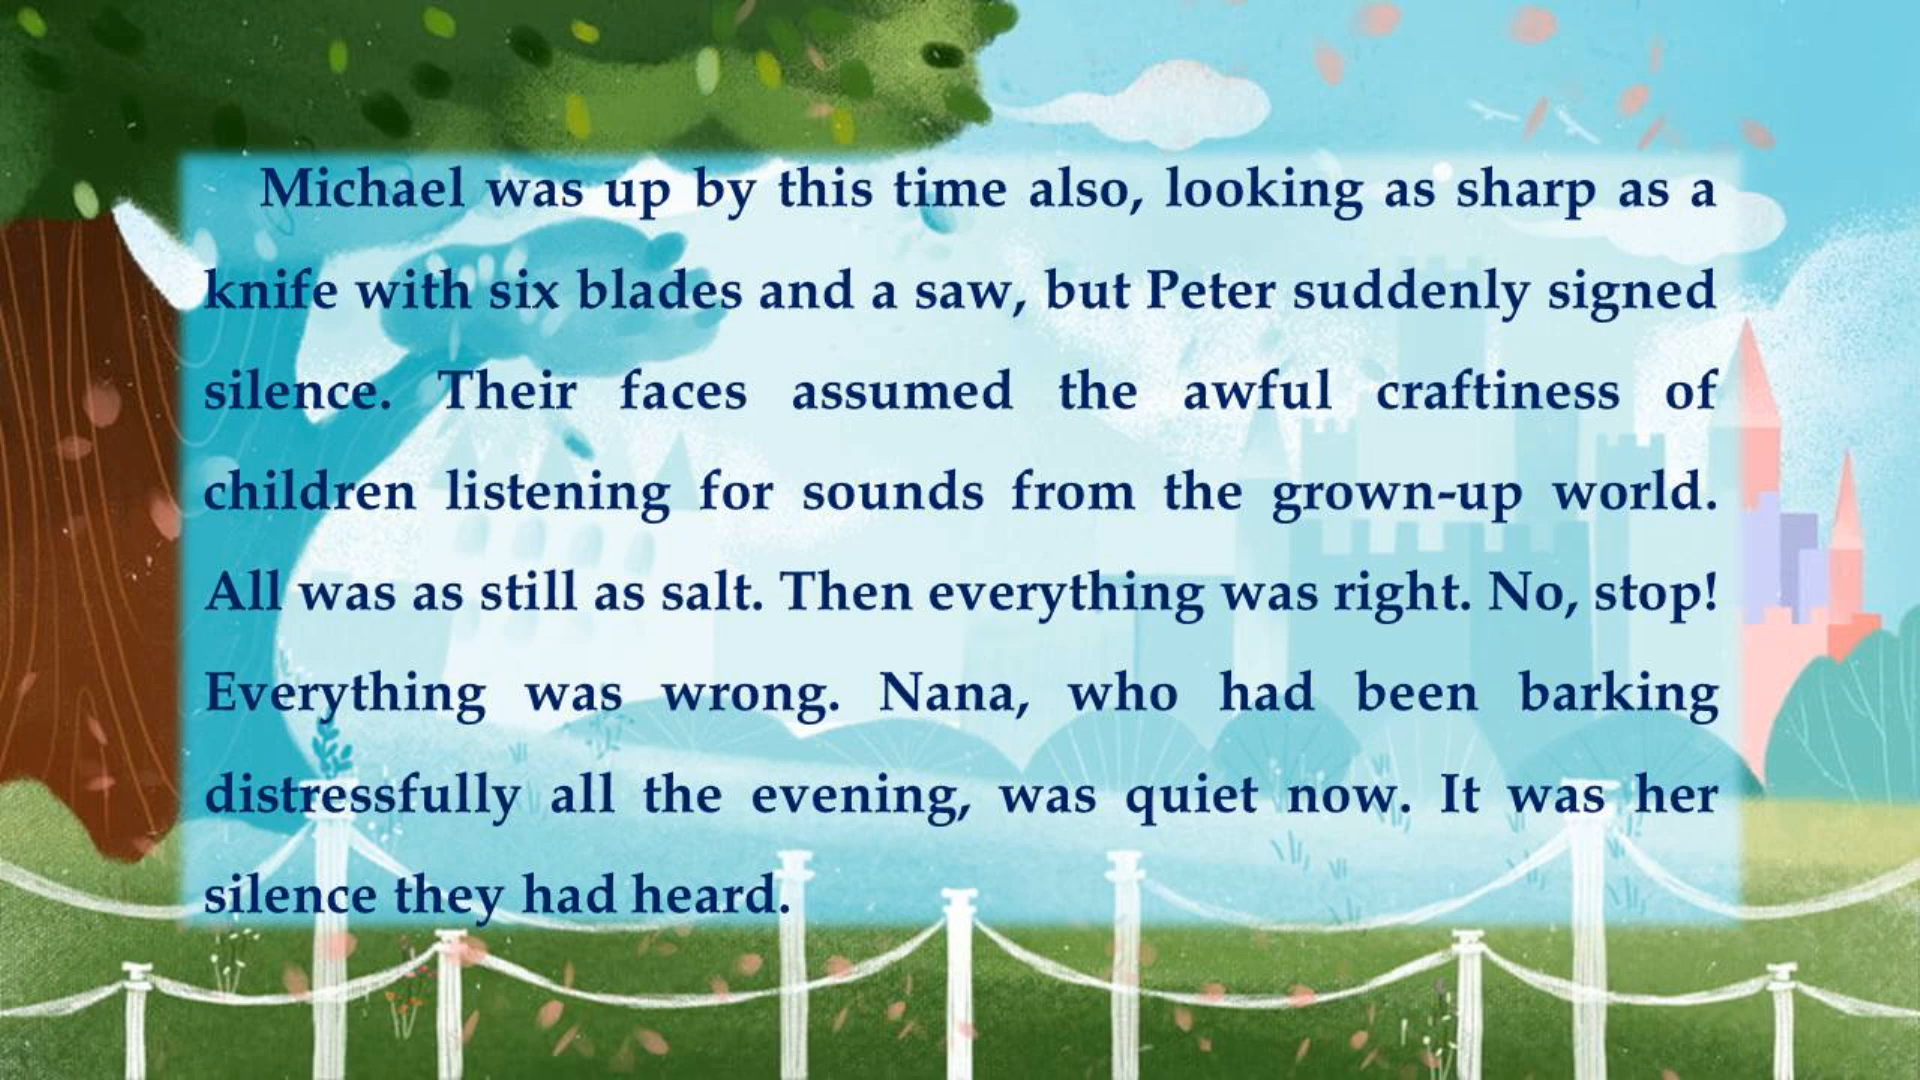 Michael was up by this time also, looking as sharp as a
knife with six blades and a saw, but Peter suddenly signed
silence. Their faces assumed the awful craftiness of
children listening for sounds from the grown-up world.
All was as still as salt. Then everything was right. No, stop!
Everything was wrong. Nana, who had been barking
distressfully all the evening, was quiet now. It was her
silence they had heard.